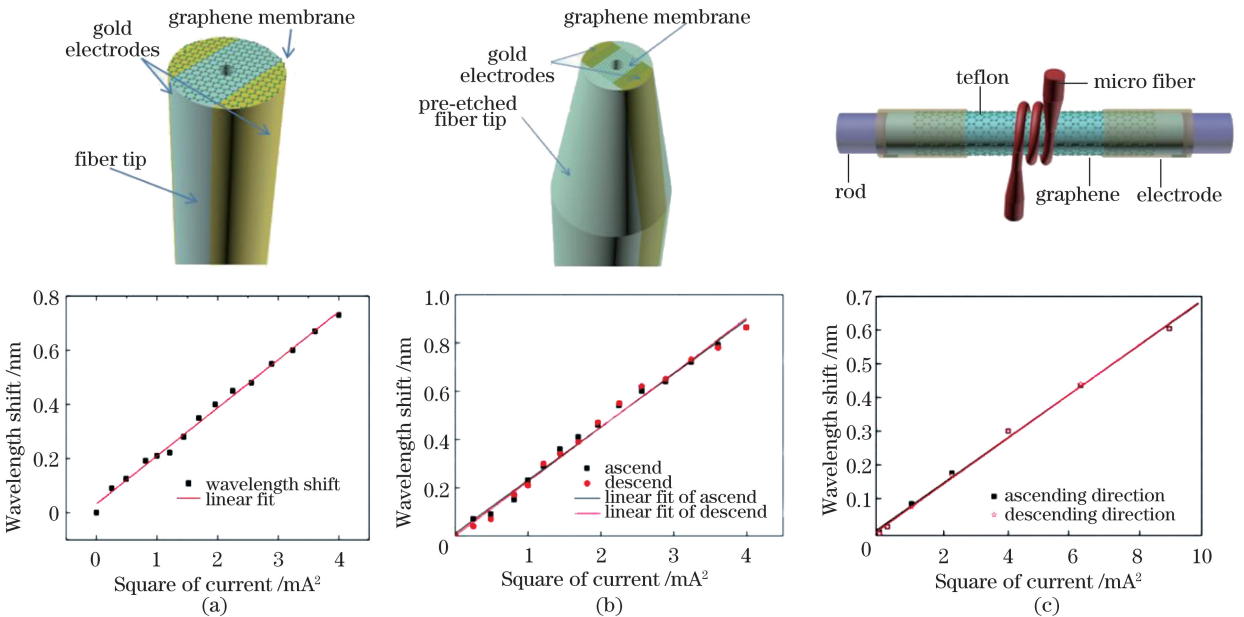 graphene membrane
gold
electrodes
fiber tip
graphene membrane
gold
electrodes
pre-etched
fiber tip
teflon
micro fiber
rod
graphene
electrode
Wavelength shift /nm
0.8
0.6
0.4
0.2
0
wavelength shift
linear fit
0 1 2 3 4
Square of current /mA²
(a)
Wavelength shift /nm
1.0
0.8
0.6
0.4
0.2
0
ascend
descend
linear fit of ascend
linear fit of descend
1 2 3 4
Square of current /mA²
(b)
Wavelength shift /nm
0.7
0.6
0.5
0.3
0.2
0.1
0
ascending direction
descending direction
2 4 6 8 10
Square of current /mA²
(c)